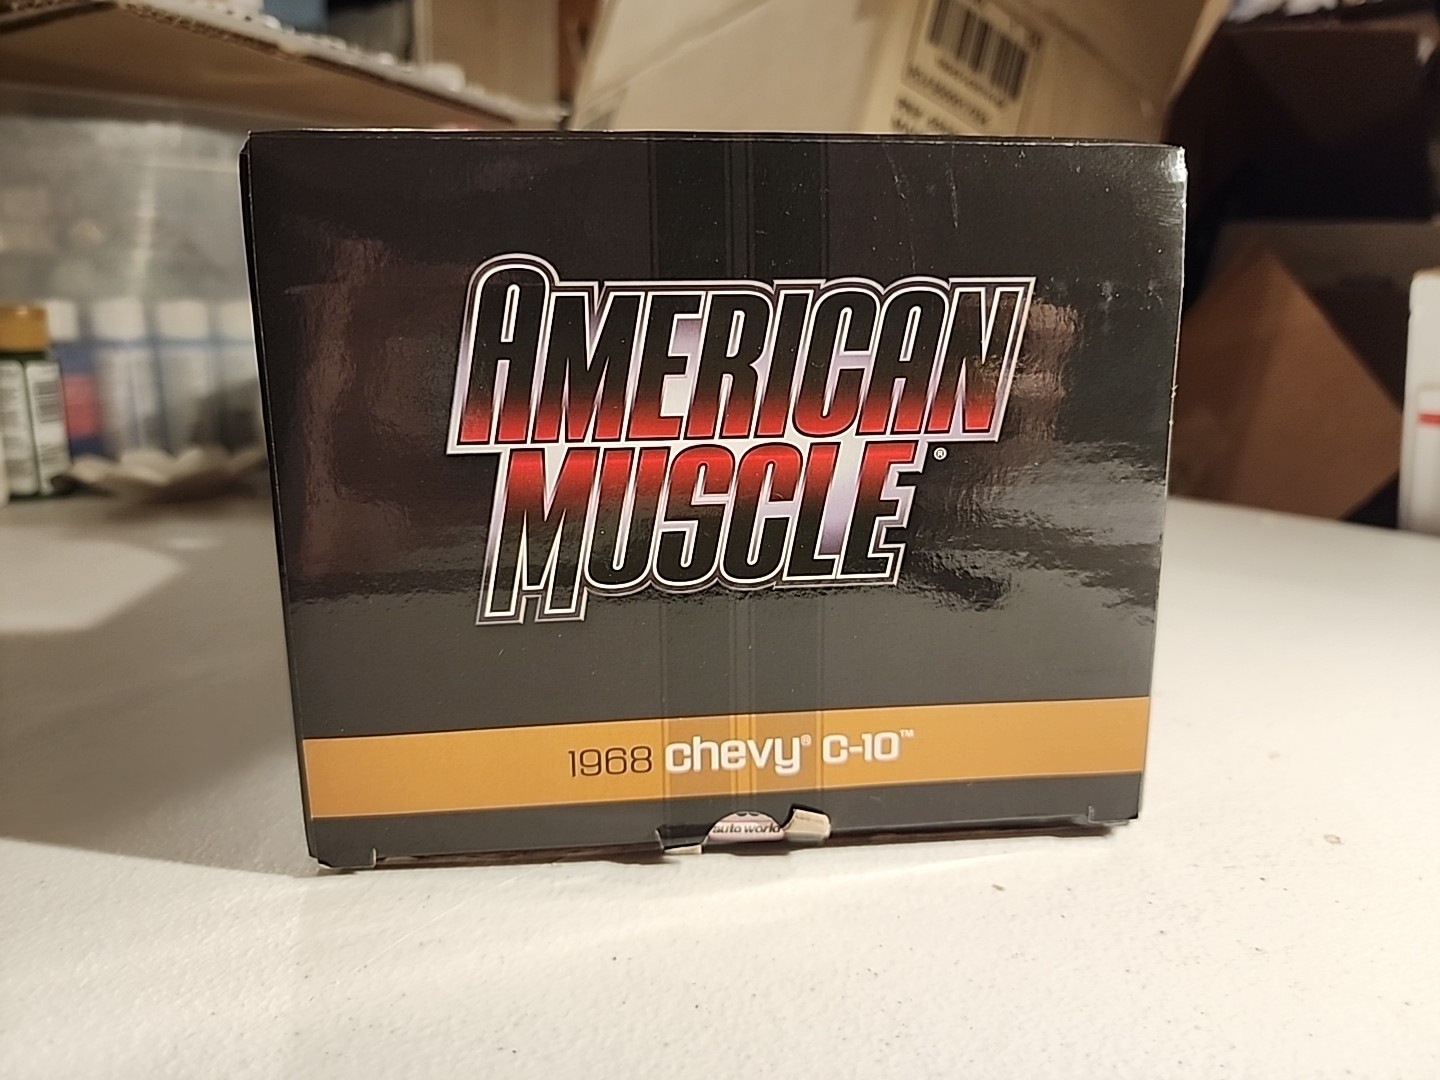 AMERICAN
MUSCLE®
1968 chevy® C-10™
auto world